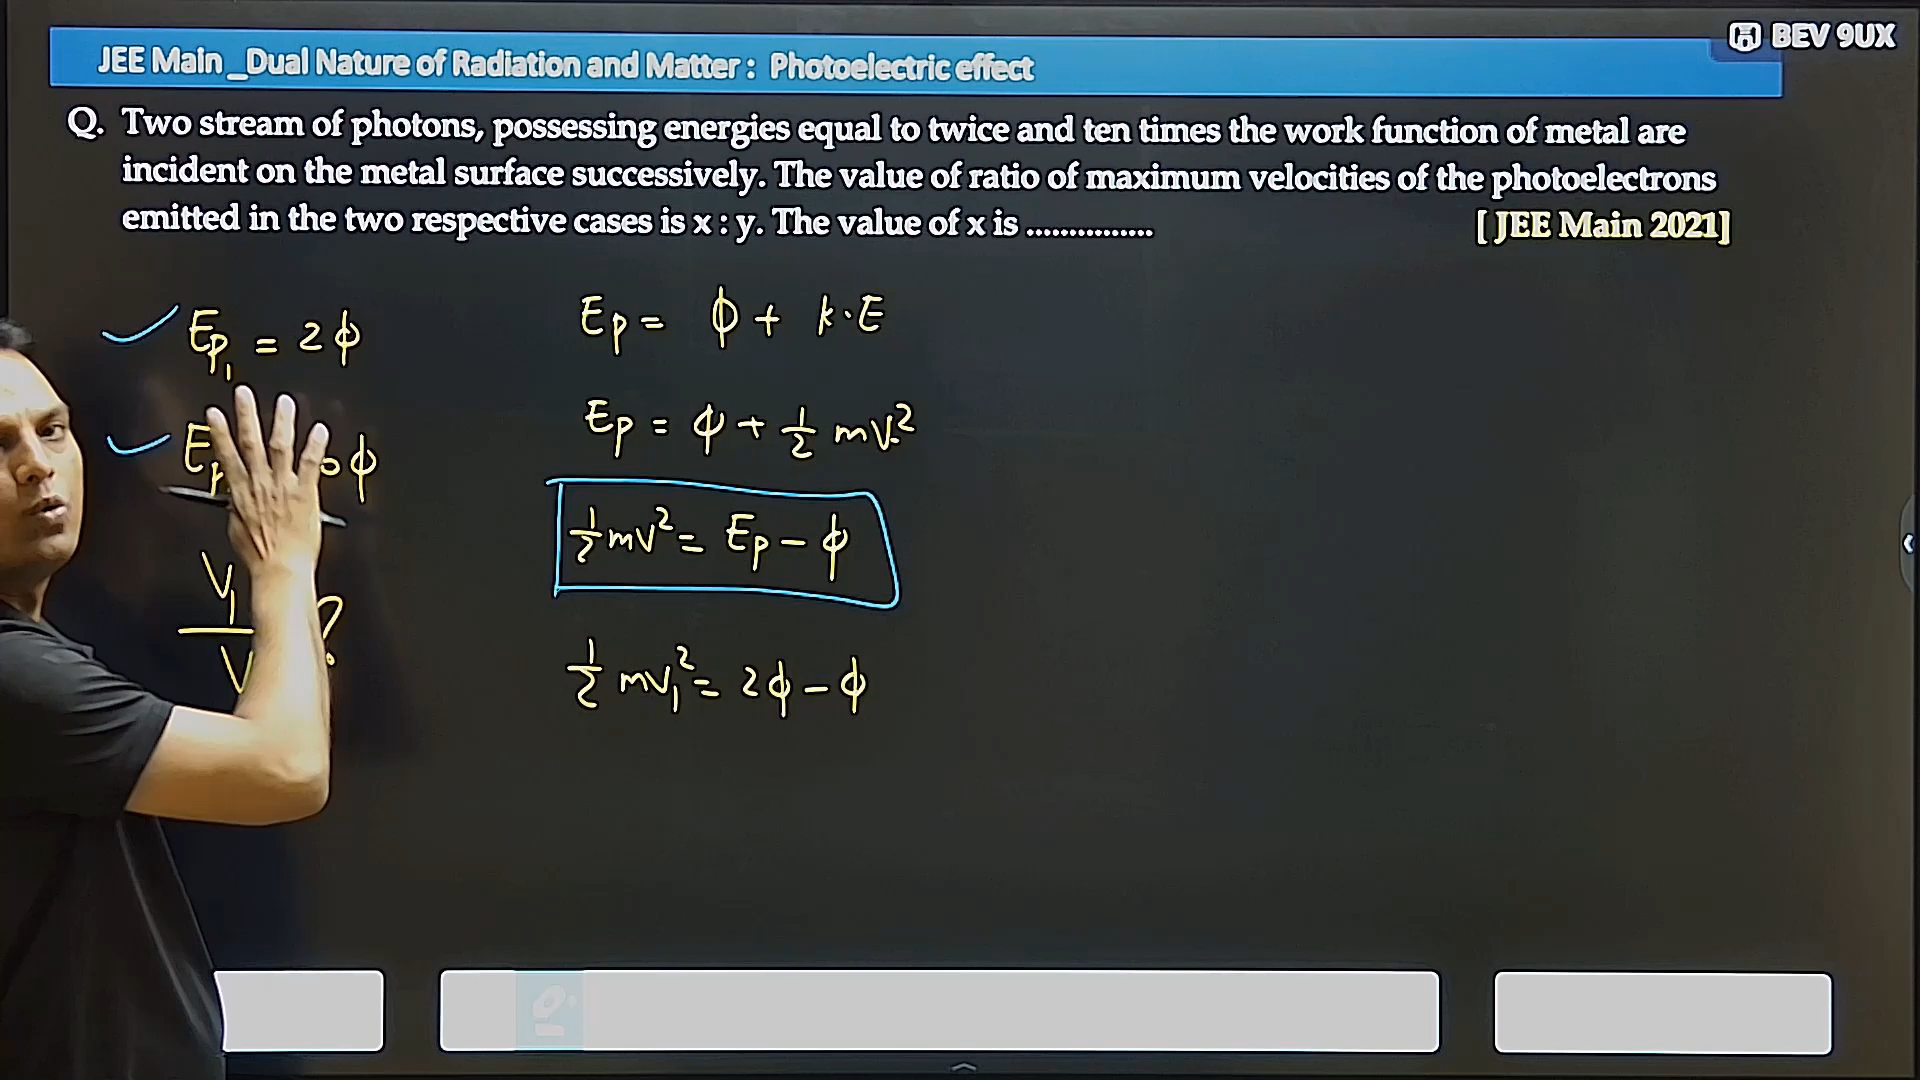 BEV 9UX
JEE Main _Dual Nature of Radiation and Matter : Photoelectric effect
Q. Two stream of photons, possessing energies equal to twice and ten times the work function of metal are
incident on the metal surface successively. The value of ratio of maximum velocities of the photoelectrons
emitted in the two respective cases is x : y. The value of x is ...............
[ JEE Main 2021]
Ep₁ = 2ϕ
ϕ
V₁
V
?
Ep = ϕ + k·E
Ep = ϕ + ½ mv²
½ mv² = Ep – ϕ
½ mv₁² = 2ϕ – ϕ